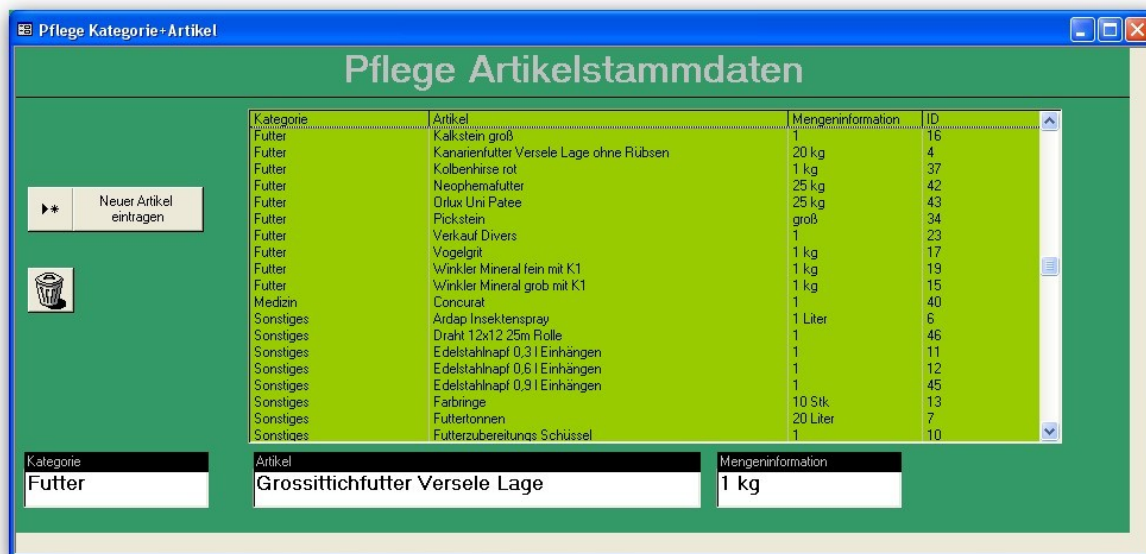 Pflege Kategorie+Artikel
Pflege Artikelstammdaten
Kategorie Artikel Mengeninformation ID
Futter Kalkstein groß 1 16
Futter Kanarienfutter Versele Lage ohne Rübsen 20 kg 4
Futter Kolbenhirse rot 1 kg 37
Futter Neophemafutter 25 kg 42
Futter Orlux Uni Patee 25 kg 43
Futter Pickstein groß 34
Futter Verkauf Divers 1 23
Futter Vogelgrit 1 kg 17
Futter Winkler Mineral fein mit K1 1 kg 19
Futter Winkler Mineral grob mit K1 1 kg 15
Medizin Concurat 1 40
Sonstiges Ardap Insektenspray 1 Liter 6
Sonstiges Draht 12x12 25m Rolle 1 46
Sonstiges Edelstahlnapf 0,3 l Einhängen 1 11
Sonstiges Edelstahlnapf 0,6 l Einhängen 1 12
Sonstiges Edelstahlnapf 0,9 l Einhängen 1 45
Sonstiges Farbringe 10 Stk 13
Sonstiges Futtertonnen 20 Liter 7
Sonstiges Futterzubereitungs Schüssel 1 10
Neuer Artikel
eintragen
Kategorie Artikel Mengeninformation
Futter Grossittichfutter Versele Lage 1 kg